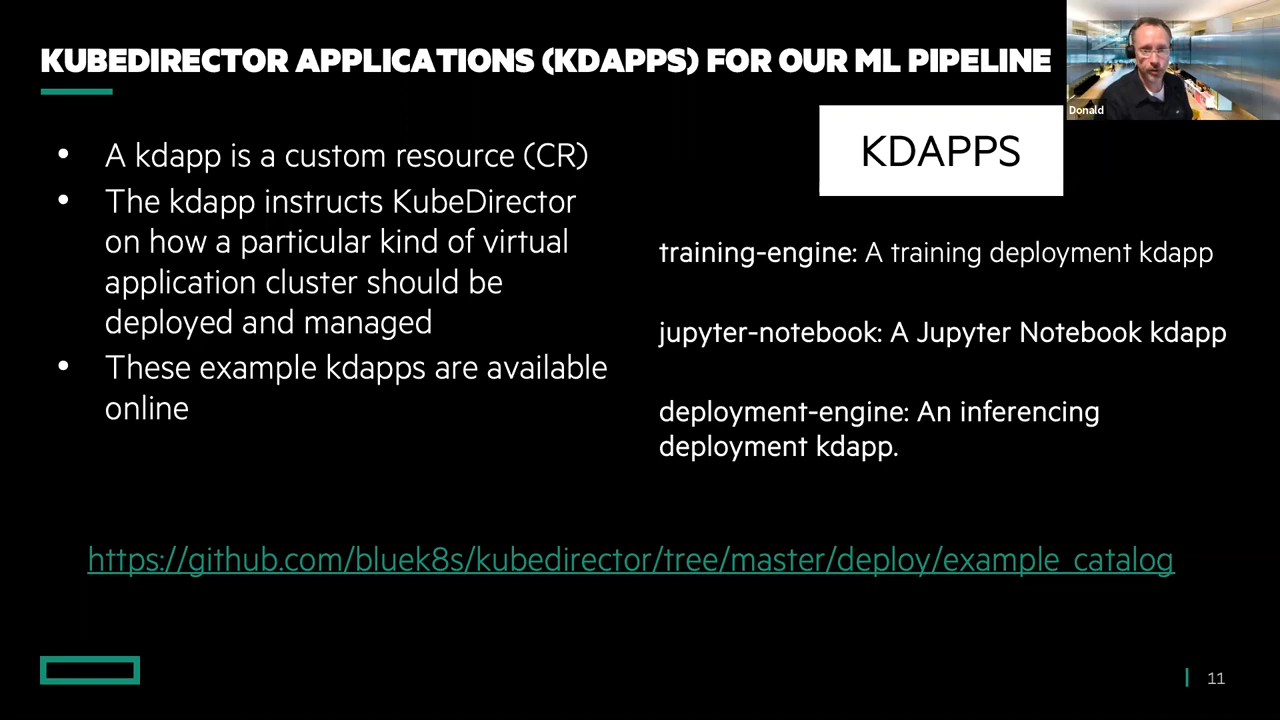 KUBEDIRECTOR APPLICATIONS (KDAPPS) FOR OUR ML PIPELINE
Donald
• A kdapp is a custom resource (CR)
• The kdapp instructs KubeDirector
on how a particular kind of virtual
application cluster should be
deployed and managed
• These example kdapps are available
online
KDAPPS
training-engine: A training deployment kdapp
jupyter-notebook: A Jupyter Notebook kdapp
deployment-engine: An inferencing
deployment kdapp.
https://github.com/bluek8s/kubedirector/tree/master/deploy/example_catalog
11